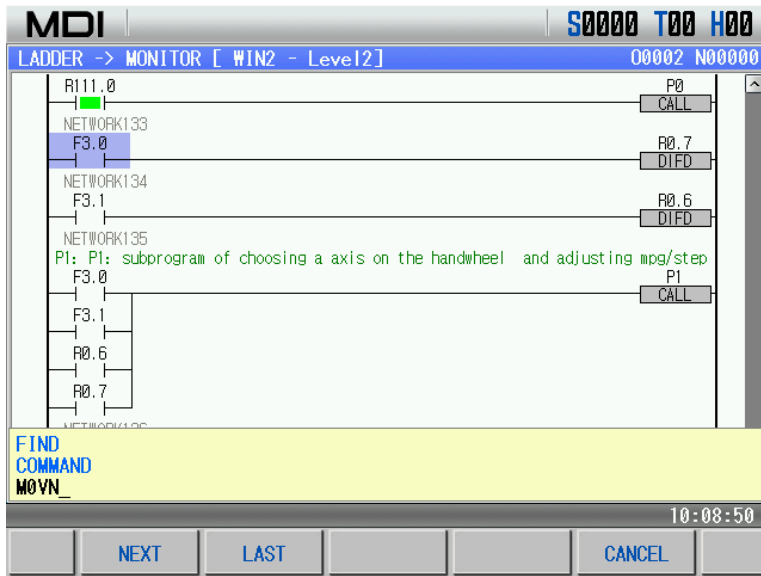 MDI S0000 T00 H00
LADDER -> MONITOR [ WIN2 - Level2] O0002 N00000
R111.0 P0
CALL
NETWORK133
F3.0 R0.7
DIFD
NETWORK134
F3.1 R0.6
DIFD
NETWORK135
P1: P1: subprogram of choosing a axis on the handwheel and adjusting mpg/step
F3.0 P1
CALL
F3.1
R0.6
R0.7
FIND
COMMAND
MOVN_
10:08:50
NEXT LAST CANCEL